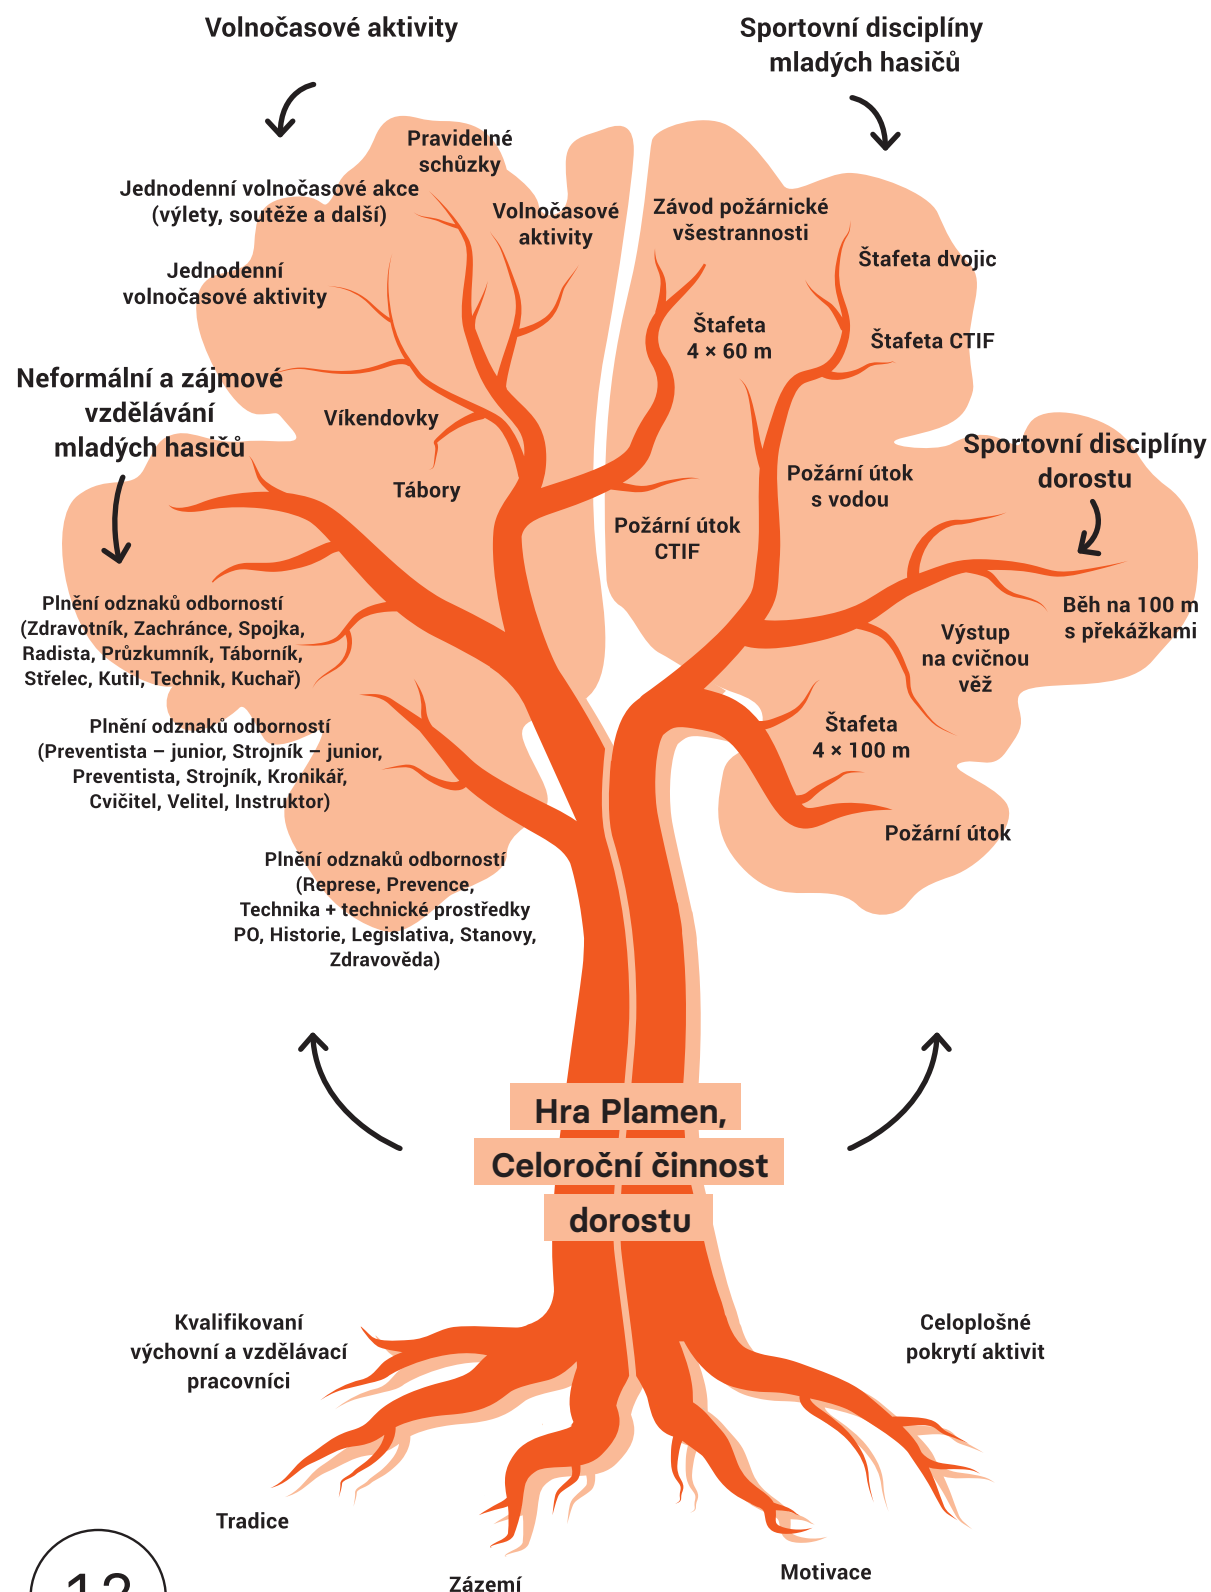 Volnočasové aktivity
Sportovní disciplíny
mladých hasičů
Pravidelné
schůzky
Jednodenní volnočasové akce
(výlety, soutěže a další)
Volnočasové
aktivity
Jednodenní
volnočasové aktivity
Závod požárnické
všestrannosti
Štafeta dvojic
Štafeta
4 × 60 m
Štafeta CTIF
Neformální a zájmové
vzdělávání
mladých hasičů
Víkendovky
Tábory
Sportovní disciplíny
dorostu
Požární útok
s vodou
Požární útok
CTIF
Plnění odznaků odborností
(Zdravotník, Zachránce, Spojka,
Radista, Průzkumník, Táborník,
Střelec, Kutil, Technik, Kuchař)
Běh na 100 m
s překážkami
Výstup
na cvičnou
věž
Plnění odznaků odborností
(Preventista – junior, Strojník – junior,
Preventista, Strojník, Kronikář,
Cvičitel, Velitel, Instruktor)
Štafeta
4 × 100 m
Požární útok
Plnění odznaků odborností
(Represe, Prevence,
Technika + technické prostředky
PO, Historie, Legislativa, Stanovy,
Zdravověda)
Hra Plamen,
Celoroční činnost
dorostu
Kvalifikovaní
výchovní a vzdělávací
pracovníci
Celoplošné
pokrytí aktivit
Tradice
Zázemí
Motivace
12